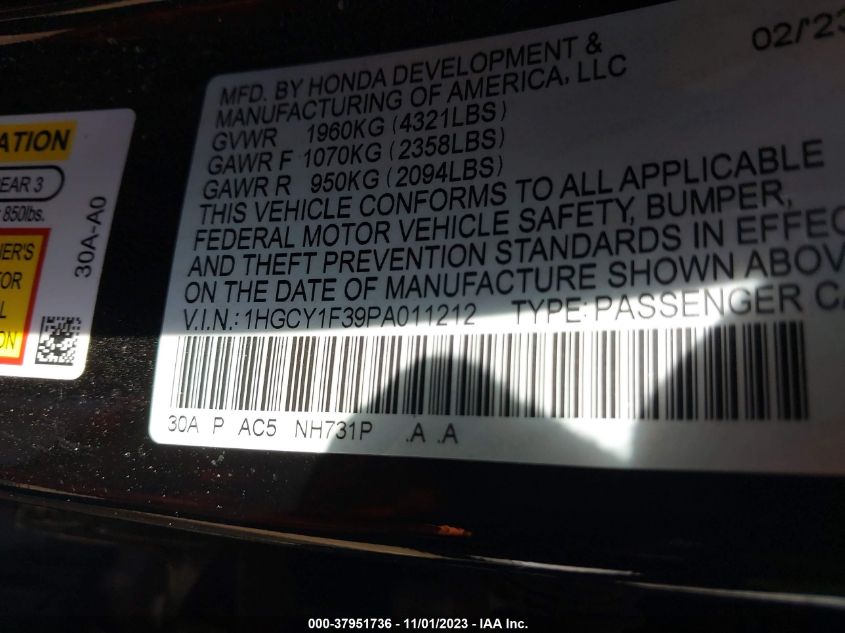 ATION
EAR 3
850lbs.
30A-A0
ER'S
OR
L
ON
02/23
MFD. BY HONDA DEVELOPMENT &
MANUFACTURING OF AMERICA, LLC
GVWR 1960KG (4321LBS)
GAWR F 1070KG (2358LBS)
GAWR R 950KG (2094LBS)
THIS VEHICLE CONFORMS TO ALL APPLICABLE
FEDERAL MOTOR VEHICLE SAFETY, BUMPER,
AND THEFT PREVENTION STANDARDS IN EFFEC
ON THE DATE OF MANUFACTURE SHOWN ABOV
V.I.N.: 1HGCY1F39PA011212 TYPE: PASSENGER CA
30A P AC5 NH731P .A .A
000-37951736 - 11/01/2023 - IAA Inc.